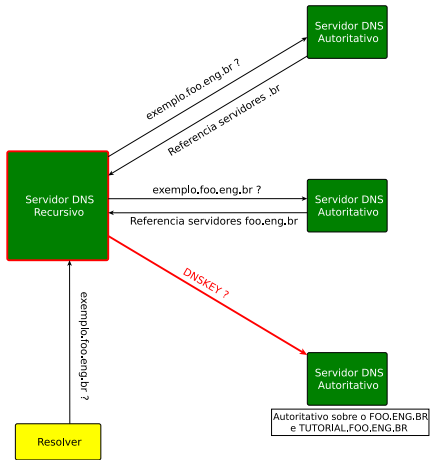 Servidor DNS
Autoritativo
exemplo.foo.eng.br ?
Referencia servidores .br
Servidor DNS
Recursivo
exemplo.foo.eng.br ?
Referencia servidores foo.eng.br
Servidor DNS
Autoritativo
DNSKEY ?
exemplo.foo.eng.br ?
Servidor DNS
Autoritativo
Autoritativo sobre o FOO.ENG.BR
e TUTORIAL.FOO.ENG.BR
Resolver